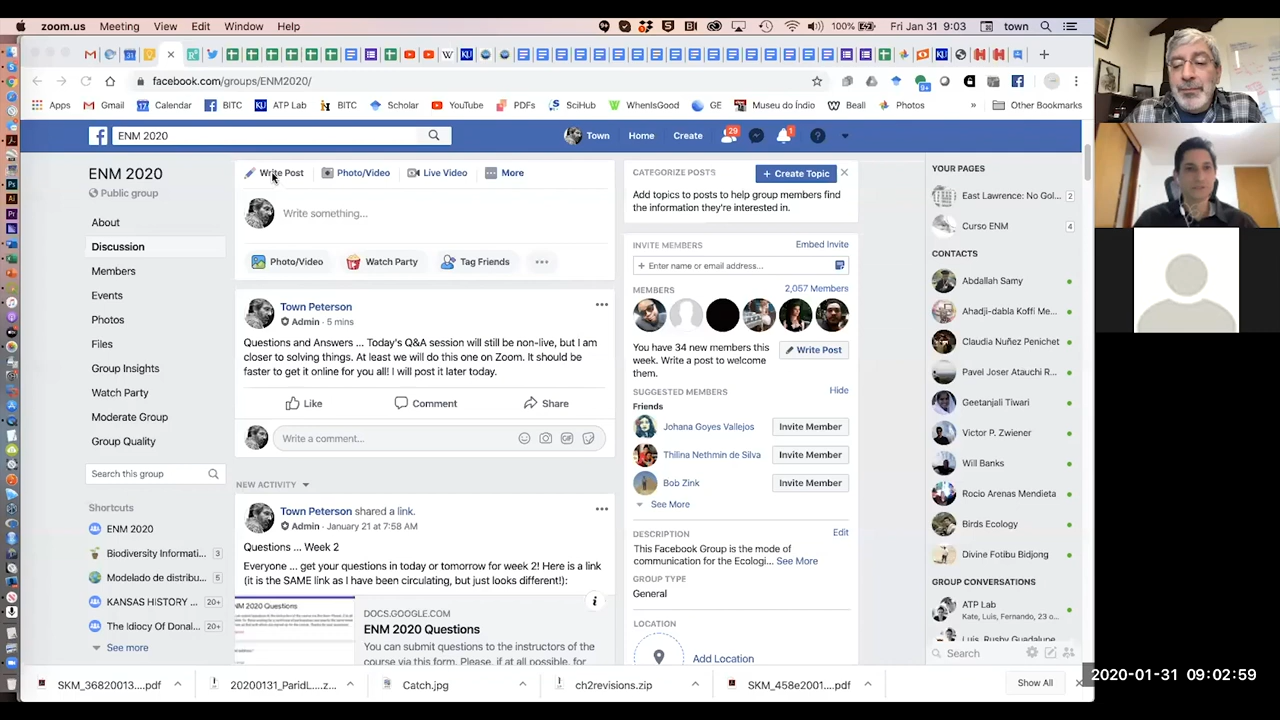 zoom.us Meeting View Edit Window Help 100% Fri Jan 31 9:03 town
facebook.com/groups/ENM2020/
Apps Gmail Calendar BITC ATP Lab BITC Scholar YouTube PDFs SciHub WhenIsGood GE Museu do Índio Beall Photos » Other Bookmarks
ENM 2020 Town Home Create 29 1
ENM 2020
Public group
About
Discussion
Members
Events
Photos
Files
Group Insights
Watch Party
Moderate Group
Group Quality
Search this group
Shortcuts
ENM 2020
Biodiversity Informati... 3
Modelado de distribu... 5
KANSAS HISTORY ... 20+
The Idiocy Of Donal... 20+
See more
Write Post Photo/Video Live Video More
Write something...
Photo/Video Watch Party Tag Friends
Town Peterson
Admin · 5 mins
Questions and Answers ... Today's Q&A session will still be non-live, but I am
closer to solving things. At least we will do this one on Zoom. It should be
faster to get it online for you all! I will post it later today.
Like Comment Share
Write a comment...
NEW ACTIVITY
Town Peterson shared a link.
Admin · January 21 at 7:58 AM
Questions ... Week 2
Everyone ... get your questions in today or tomorrow for week 2! Here is a link
(it is the SAME link as I have been circulating, but just looks different!):
DOCS.GOOGLE.COM
ENM 2020 Questions
You can submit questions to the instructors of the
course via this form. Please, if at all possible, for
CATEGORIZE POSTS + Create Topic
Add topics to posts to help group members find
the information they're interested in.
INVITE MEMBERS Embed Invite
+ Enter name or email address...
MEMBERS 2,057 Members
You have 34 new members this
week. Write a post to welcome
them.
Write Post
SUGGESTED MEMBERS Hide
Friends
Johana Goyes Vallejos Invite Member
Thilina Nethmin de Silva Invite Member
Bob Zink Invite Member
See More
DESCRIPTION Edit
This Facebook Group is the mode of
communication for the Ecologi... See More
GROUP TYPE
General
LOCATION
Add Location
YOUR PAGES
East Lawrence: No Gol... 2
Curso ENM 4
CONTACTS
Abdallah Samy
Ahadji-dabla Koffi Me...
Claudia Nuñez Penichet
Pavel Joser Atauchi R...
Geetanjali Tiwari
Victor P. Zwiener
Will Banks
Rocio Arenas Mendieta
Birds Ecology
Divine Fotibu Bidjong
GROUP CONVERSATIONS
ATP Lab
Kate, Luis, Fernando, 23 o...
Luis, Rusby Guadalupe
Search
SKM_36820013....pdf 20200131_ParidL....z... Catch.jpg ch2revisions.zip SKM_458e2001....pdf Show All
2020-01-31 09:02:59